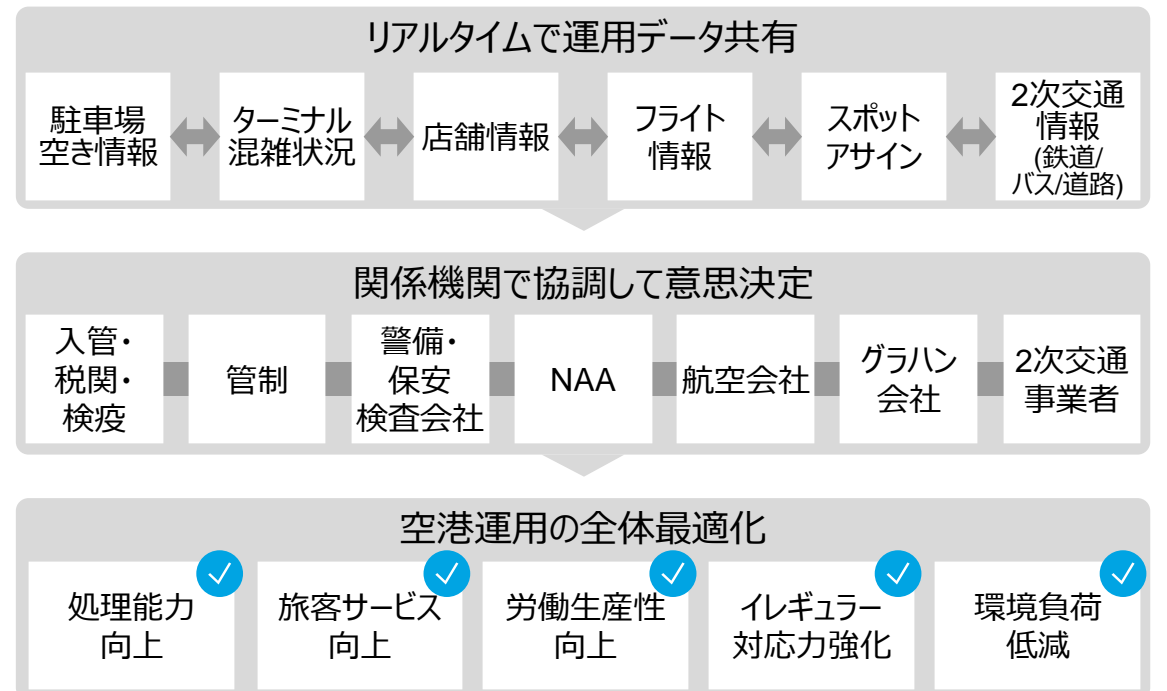 リアルタイムで運用データ共有
駐車場
空き情報
ターミナル
混雑状況
店舗情報
フライト
情報
スポット
アサイン
2次交通
情報
(鉄道/
バス/道路)
関係機関で協調して意思決定
入管・
税関・
検疫
管制
警備・
保安
検査会社
NAA
航空会社
グラハン
会社
2次交通
事業者
空港運用の全体最適化
処理能力
向上
旅客サービス
向上
労働生産性
向上
イレギュラー
対応力強化
環境負荷
低減